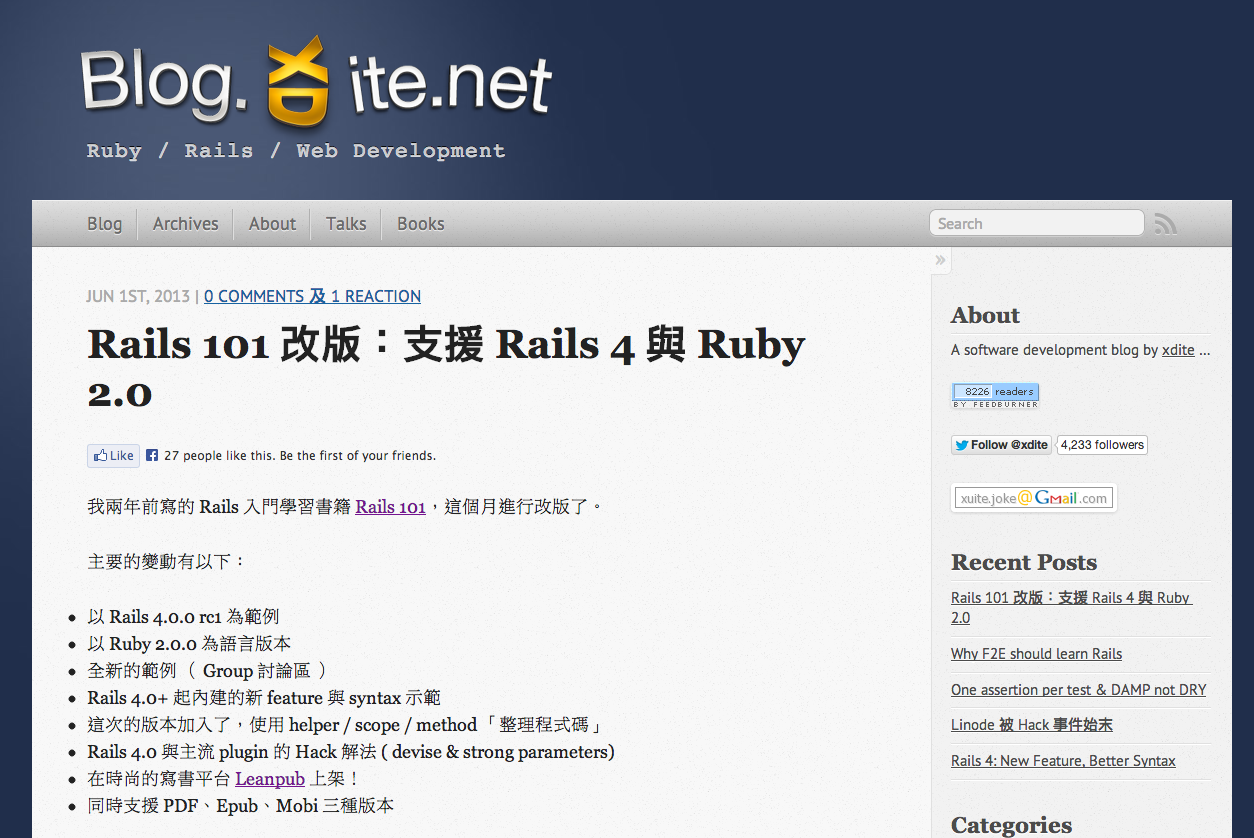 Blog.XDite.net
Ruby / Rails / Web Development
Blog
Archives
About
Talks
Books
Search
JUN 1ST, 2013 | 0 COMMENTS 及 1 REACTION
Rails 101 改版：支援 Rails 4 與 Ruby
2.0
Like
27 people like this. Be the first of your friends.
我兩年前寫的 Rails 入門學習書籍 Rails 101，這個月進行改版了。
主要的變動有以下：
以 Rails 4.0.0 rc1 為範例
以 Ruby 2.0.0 為語言版本
全新的範例（ Group 討論區 ）
Rails 4.0+ 起內建的新 feature 與 syntax 示範
這次的版本加入了，使用 helper / scope / method「整理程式碼」
Rails 4.0 與主流 plugin 的 Hack 解法 ( devise & strong parameters)
在時尚的寫書平台 Leanpub 上架！
同時支援 PDF、Epub、Mobi 三種版本
»
About
A software development blog by xdite ...
8226 readers
BY FEEDBURNER
Follow @xdite
4,233 followers
xuite.joke@Gmail.com
Recent Posts
Rails 101 改版：支援 Rails 4 與 Ruby
2.0
Why F2E should learn Rails
One assertion per test & DAMP not DRY
Linode 被 Hack 事件始末
Rails 4: New Feature, Better Syntax
Categories